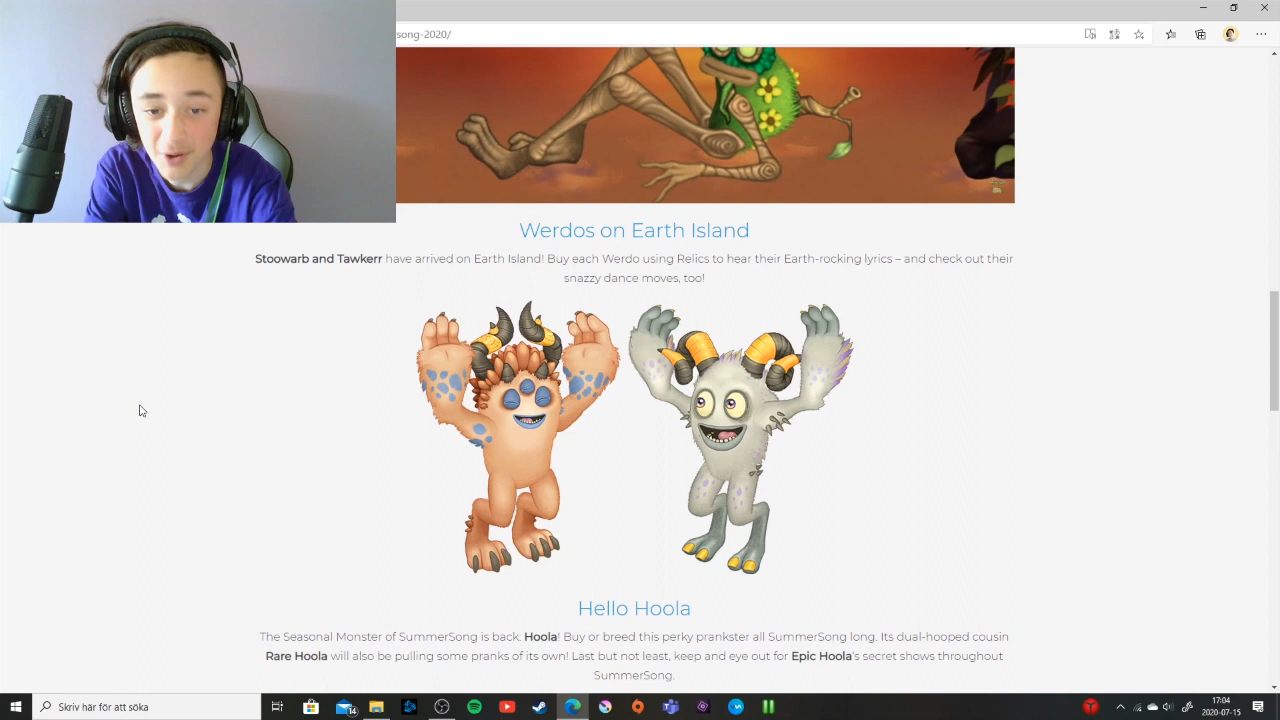 song-2020/
Werdos on Earth Island
Stoowarb and Tawkerr have arrived on Earth Island! Buy each Werdo using Relics to hear their Earth-rocking lyrics – and check out their
snazzy dance moves, too!
Hello Hoola
The Seasonal Monster of SummerSong is back: Hoola! Buy or breed this perky prankster all SummerSong long. Its dual-hooped cousin
Rare Hoola will also be pulling some pranks of its own! Last but not least, keep and eye out for Epic Hoola's secret shows throughout
SummerSong.
Skriv här för att söka
14
17:04
2020-07-15